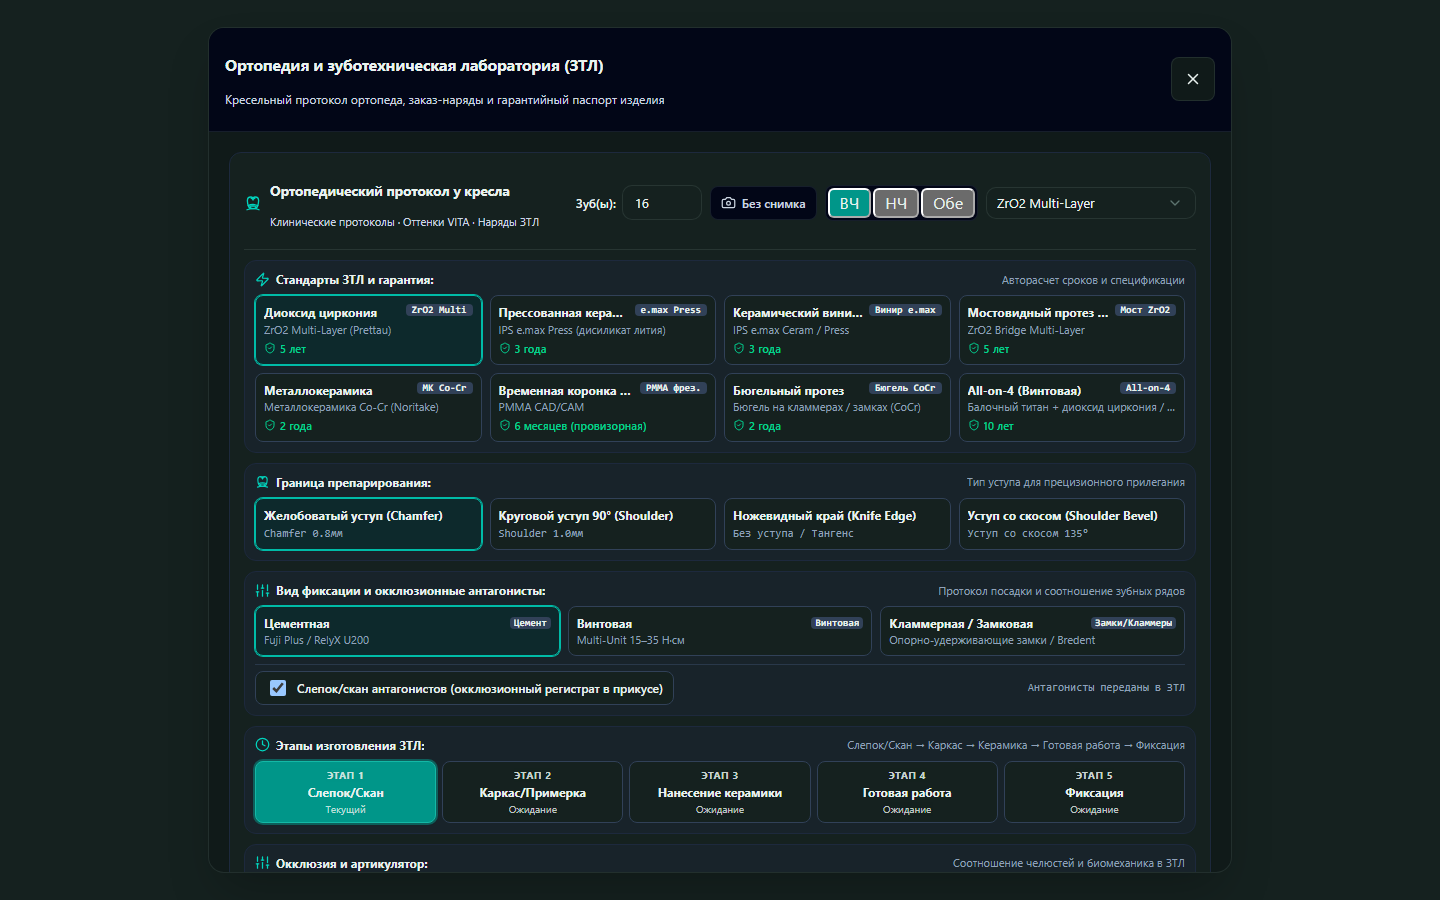 Ортопедия и зуботехническая лаборатория (ЗТЛ)
Кресельный протокол ортопеда, заказ-наряды и гарантийный паспорт изделия
Ортопедический протокол у кресла
Клинические протоколы · Оттенки VITA · Наряды ЗТЛ
Зуб(ы): 16 Без снимка ВЧ НЧ Обе ZrO2 Multi-Layer
Стандарты ЗТЛ и гарантия: Авторасчет сроков и спецификации
Диоксид циркония ZrO2 Multi
ZrO2 Multi-Layer (Prettau)
5 лет
Прессованная кера... e.max Press
IPS e.max Press (дисиликат лития)
3 года
Керамический вини... Винир e.max
IPS e.max Ceram / Press
3 года
Мостовидный протез ... Мост ZrO2
ZrO2 Bridge Multi-Layer
5 лет
Металлокерамика МК Co-Cr
Металлокерамика Co-Cr (Noritake)
2 года
Временная коронка ... PMMA фрез.
PMMA CAD/CAM
6 месяцев (провизорная)
Бюгельный протез Бюгель CoCr
Бюгель на кламмерах / замках (CoCr)
2 года
All-on-4 (Винтовая) All-on-4
Балочный титан + диоксид циркония / ...
10 лет
Граница препарирования: Тип уступа для прецизионного прилегания
Желобоватый уступ (Chamfer)
Chamfer 0.8мм
Круговой уступ 90° (Shoulder)
Shoulder 1.0мм
Ножевидный край (Knife Edge)
Без уступа / Тангенс
Уступ со скосом (Shoulder Bevel)
Уступ со скосом 135°
Вид фиксации и окклюзионные антагонисты: Протокол посадки и соотношение зубных рядов
Цементная Цемент
Fuji Plus / RelyX U200
Винтовая Винтовая
Multi-Unit 15–35 Н·см
Кламмерная / Замковая Замки/Кламмеры
Опорно-удерживающие замки / Bredent
Слепок/скан антагонистов (окклюзионный регистрат в прикусе) Антагонисты переданы в ЗТЛ
Этапы изготовления ЗТЛ: Слепок/Скан → Каркас → Керамика → Готовая работа → Фиксация
ЭТАП 1
Слепок/Скан
Текущий
ЭТАП 2
Каркас/Примерка
Ожидание
ЭТАП 3
Нанесение керамики
Ожидание
ЭТАП 4
Готовая работа
Ожидание
ЭТАП 5
Фиксация
Ожидание
Окклюзия и артикулятор: Соотношение челюстей и биомеханика в ЗТЛ